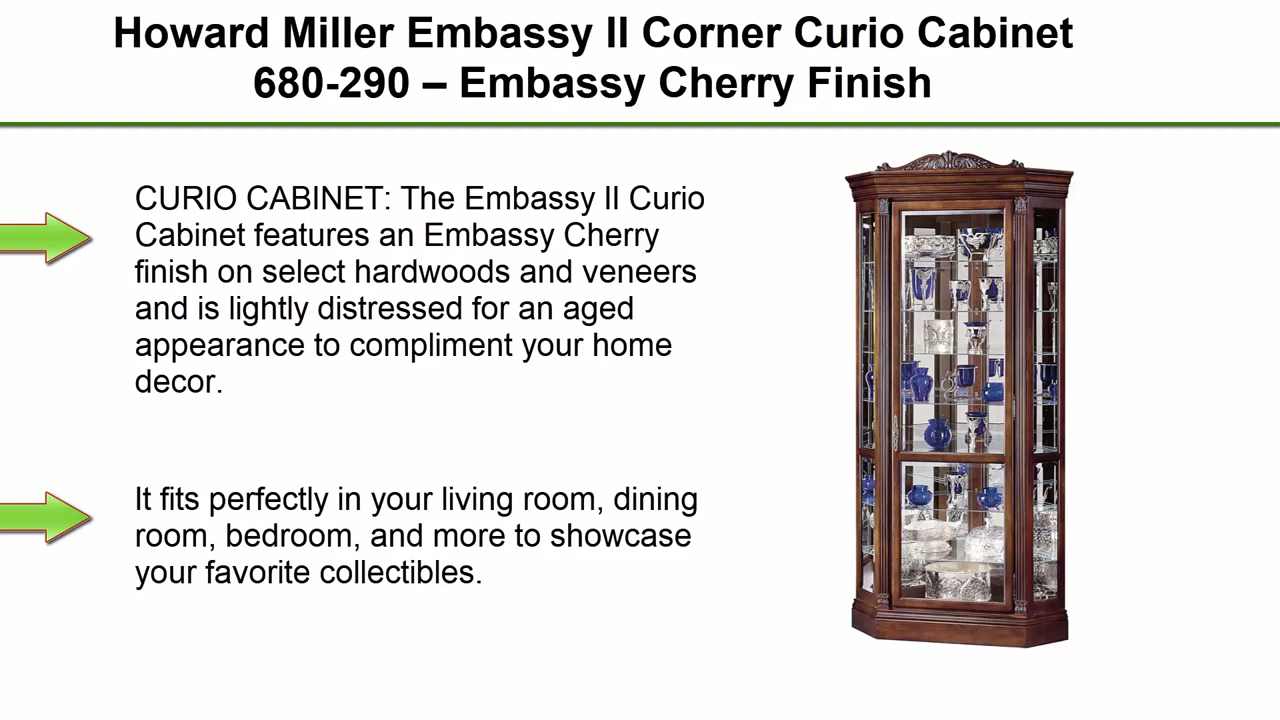 Howard Miller Embassy II Corner Curio Cabinet
680-290 – Embassy Cherry Finish
CURIO CABINET: The Embassy II Curio
Cabinet features an Embassy Cherry
finish on select hardwoods and veneers
and is lightly distressed for an aged
appearance to compliment your home
decor.
It fits perfectly in your living room, dining
room, bedroom, and more to showcase
your favorite collectibles.